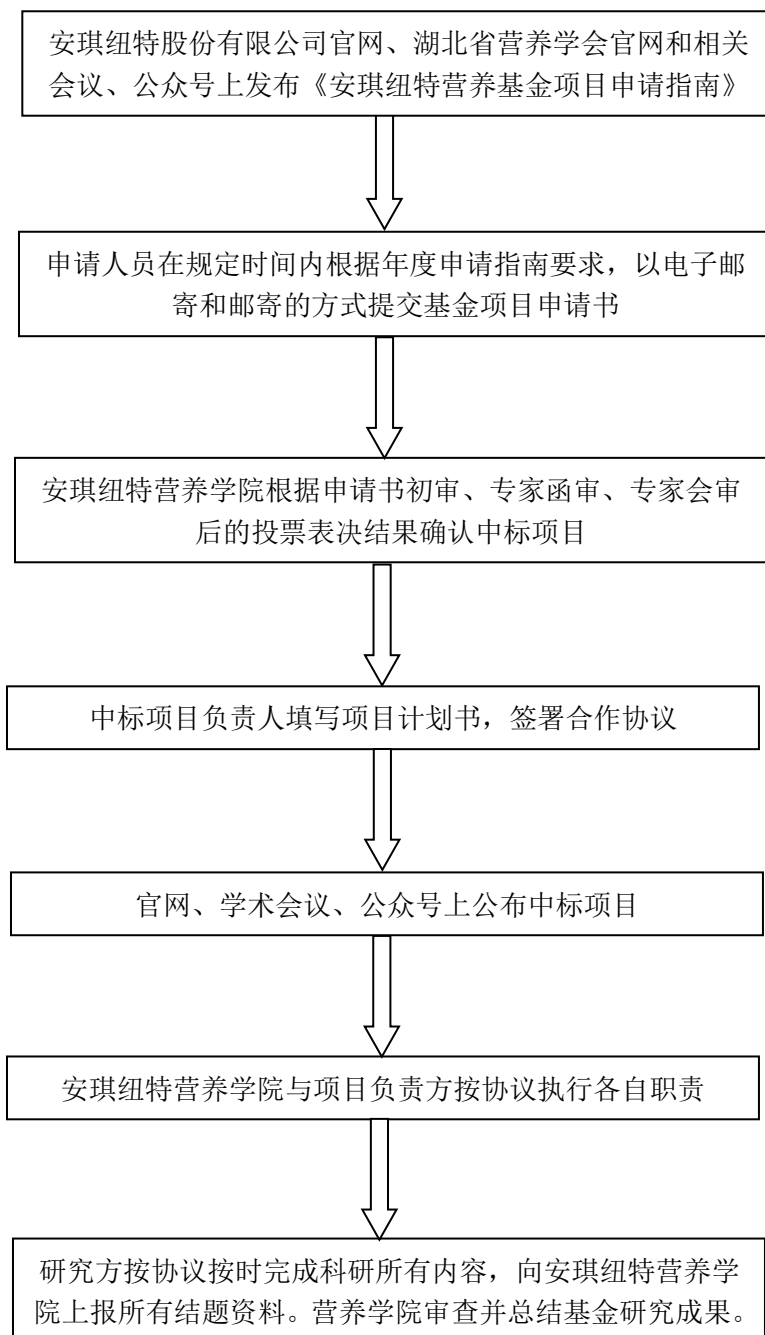 安琪纽特股份有限公司官网、湖北省营养学会官网和相关
会议、公众号上发布《安琪纽特营养基金项目申请指南》
申请人员在规定时间内根据年度申请指南要求，以电子邮
寄和邮寄的方式提交基金项目申请书
安琪纽特营养学院根据申请书初审、专家函审、专家会审
后的投票表决结果确认中标项目
中标项目负责人填写项目计划书，签署合作协议
官网、学术会议、公众号上公布中标项目
安琪纽特营养学院与项目负责方按协议执行各自职责
研究方按协议按时完成科研所有内容，向安琪纽特营养学
院上报所有结题资料。营养学院审查并总结基金研究成果。